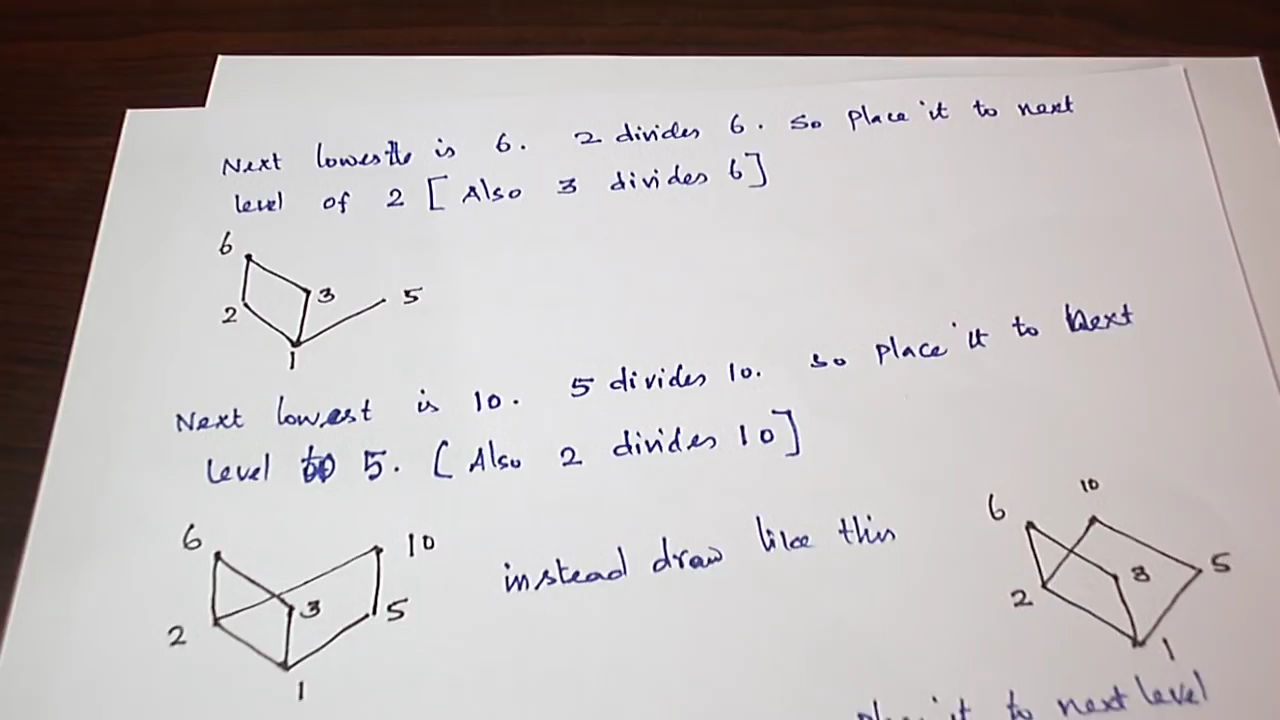 Next lowest is 6. 2 divides 6. So place it to next
level of 2 [Also 3 divides 6]
6
3
5
2
1
Next lowest is 10. 5 divides 10. so place it to next
level to 5. [Also 2 divides 10]
6
10
3
5
2
1
instead draw like this
6
10
3
5
2
1
place it to next level